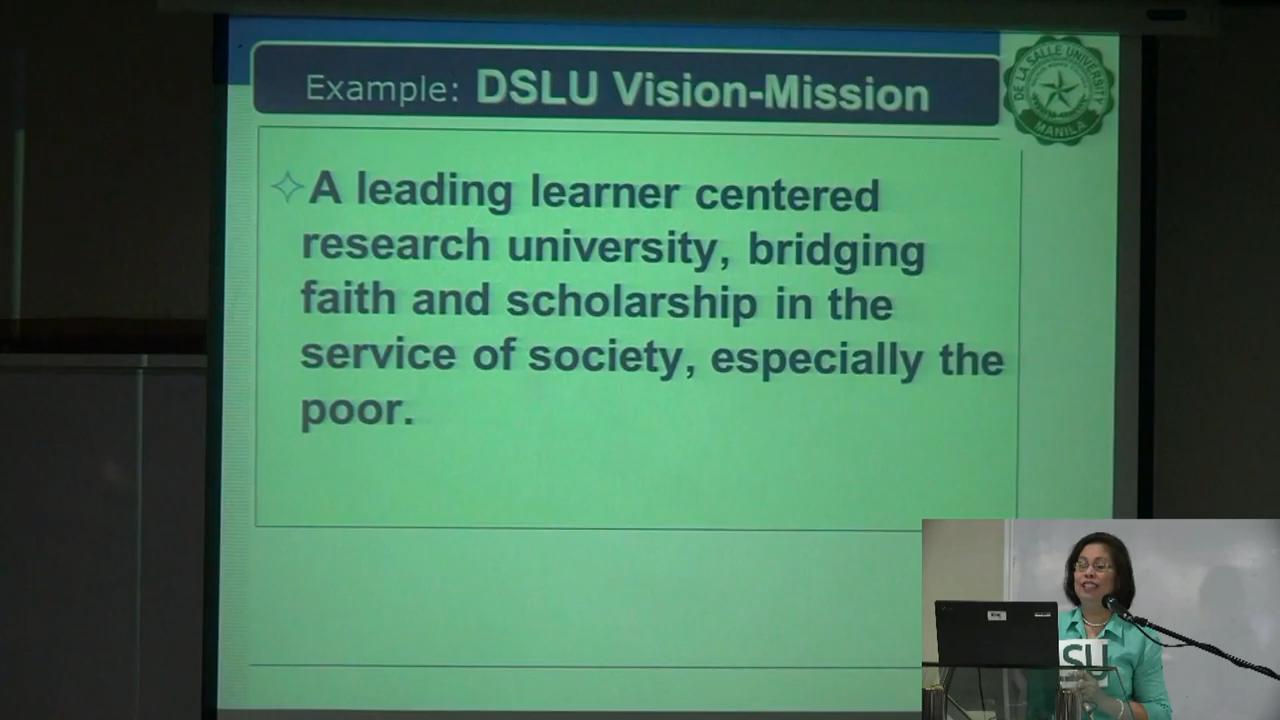 Example: DSLU Vision-Mission
DE LA SALLE UNIVERSITY
MANILA
A leading learner centered
research university, bridging
faith and scholarship in the
service of society, especially the
poor.
SU